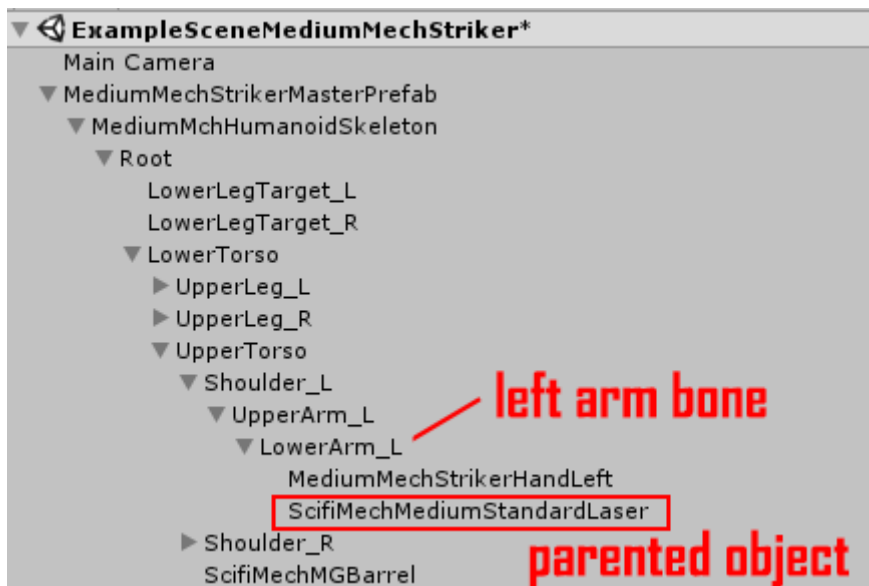 ExampleSceneMediumMechStriker*
Main Camera
MediumMechStrikerMasterPrefab
MediumMchHumanoidSkeleton
Root
LowerLegTarget_L
LowerLegTarget_R
LowerTorso
UpperLeg_L
UpperLeg_R
UpperTorso
Shoulder_L
left arm bone
UpperArm_L
LowerArm_L
MediumMechStrikerHandLeft
ScifiMechMediumStandardLaser
Shoulder_R
parented object
ScifiMechMGBarrel